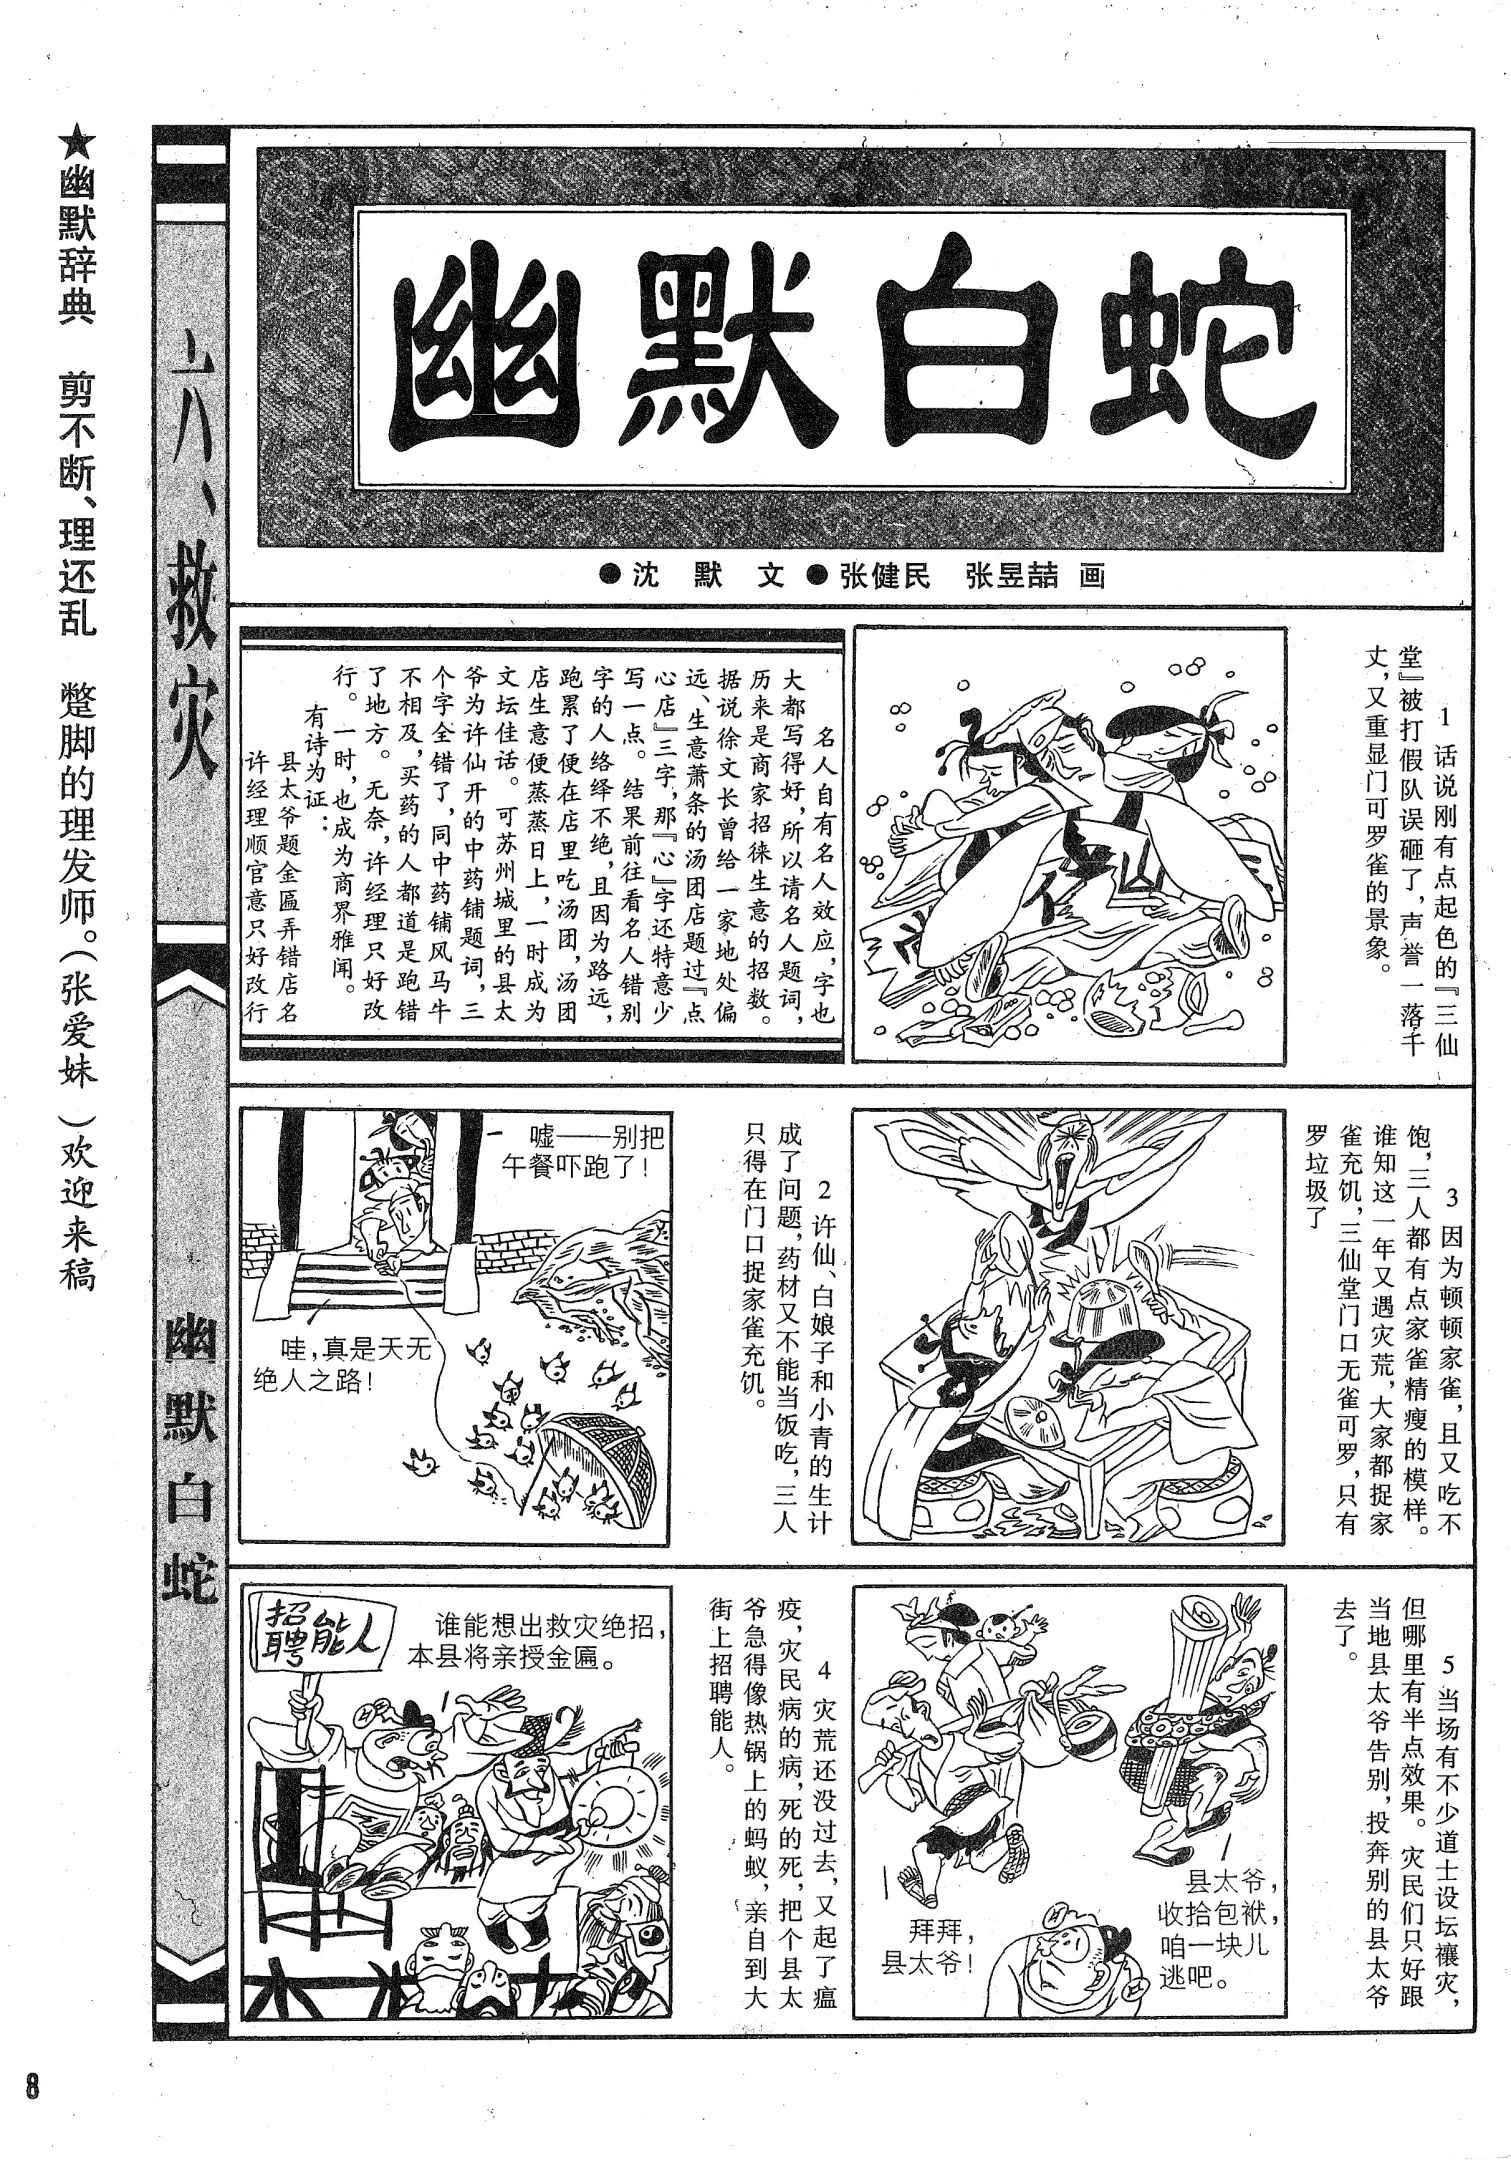 ★幽默辞典　剪不断、理还乱　蹩脚的理发师。（张爱妹）欢迎来稿
六、救灾
幽默白蛇
幽默白蛇
●沈　默　文●张健民　张昱喆　画
名人自有名人效应，字也
大都写得好，所以请名人题词，
历来是商家招徕生意的招数。
据说徐文长曾给一家地处偏
远、生意萧条的汤团店题过『点
心店』三字，那『心』字还特意少
写一点。结果前往看名人错别
字的人络绎不绝，且因为路远，
跑累了便在店里吃汤团，汤团
店生意便蒸蒸日上，一时成为
文坛佳话。可苏州城里的县太
爷为许仙开的中药铺题词，三
个字全错了，同中药铺风马牛
不相及，买药的人都道是跑错
了地方。无奈，许经理只好改
行。一时，也成为商界雅闻。
有诗为证：
县太爷题金匾弄错店名
许经理顺官意只好改行
1　话说刚有点起色的『三仙
堂』被打假队误砸了，声誉一落千
丈，又重显门可罗雀的景象。
仙
堂
2　许仙、白娘子和小青的生计
成了问题，药材又不能当饭吃，三人
只得在门口捉家雀充饥。
嘘——别把
午餐吓跑了！
哇，真是天无
绝人之路！
3　因为顿顿家雀，且又吃不
饱，三人都有点家雀精瘦的模样。
谁知这一年又遇灾荒，大家都捉家
雀充饥，三仙堂门口无雀可罗，只有
罗垃圾了
4　灾荒还没过去，又起了瘟
疫，灾民病的病，死的死，把个县太
爷急得像热锅上的蚂蚁，亲自到大
街上招聘能人。
招聘能人
谁能想出救灾绝招，
本县将亲授金匾。
5　当场有不少道士设坛禳灾，
但哪里有半点效果。灾民们只好跟
当地县太爷告别，投奔别的县太爷
去了。
拜拜，
县太爷！
县太爷，
收拾包袱，
咱一块儿
逃吧。
8